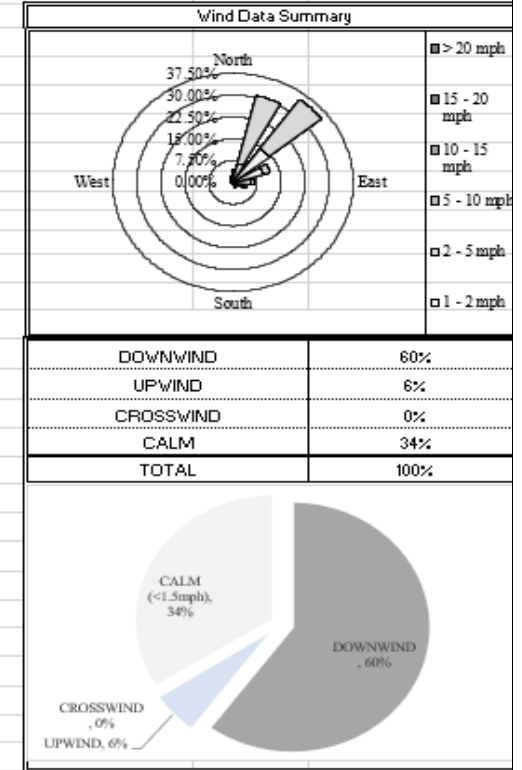 Wind Data Summary
North
37.50%
30.00%
22.50%
15.00%
7.50%
0.00%
West
East
South
> 20 mph
15 - 20
mph
10 - 15
mph
5 - 10 mph
2 - 5 mph
1 - 2 mph
DOWNWIND 60%
UPWIND 6%
CROSSWIND 0%
CALM 34%
TOTAL 100%
CALM
(<1.5mph),
34%
DOWNWIND
, 60%
CROSSWIND
, 0%
UPWIND, 6%